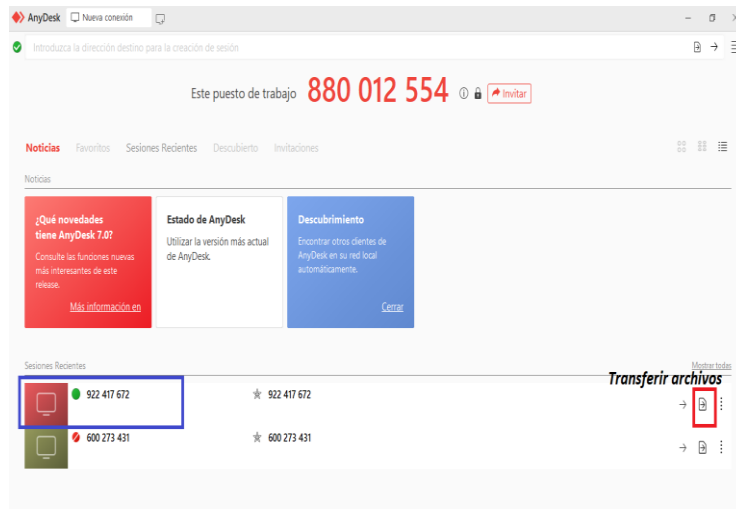 AnyDesk Nueva conexión
Introduzca la dirección destino para la creación de sesión
Este puesto de trabajo 880 012 554 Invitar
Noticias Favoritos Sesiones Recientes Descubierto Invitaciones
Noticias
¿Qué novedades
tiene AnyDesk 7.0?
Consulte las funciones nuevas
más interesantes de este
release.
Más información en
Estado de AnyDesk
Utilizar la versión más actual
de AnyDesk.
Descubrimiento
Encontrar otros clientes de
AnyDesk en su red local
automáticamente.
Cerrar
Sesiones Recientes Mostrar todas
Transferir archivos
922 417 672 922 417 672
600 273 431 600 273 431